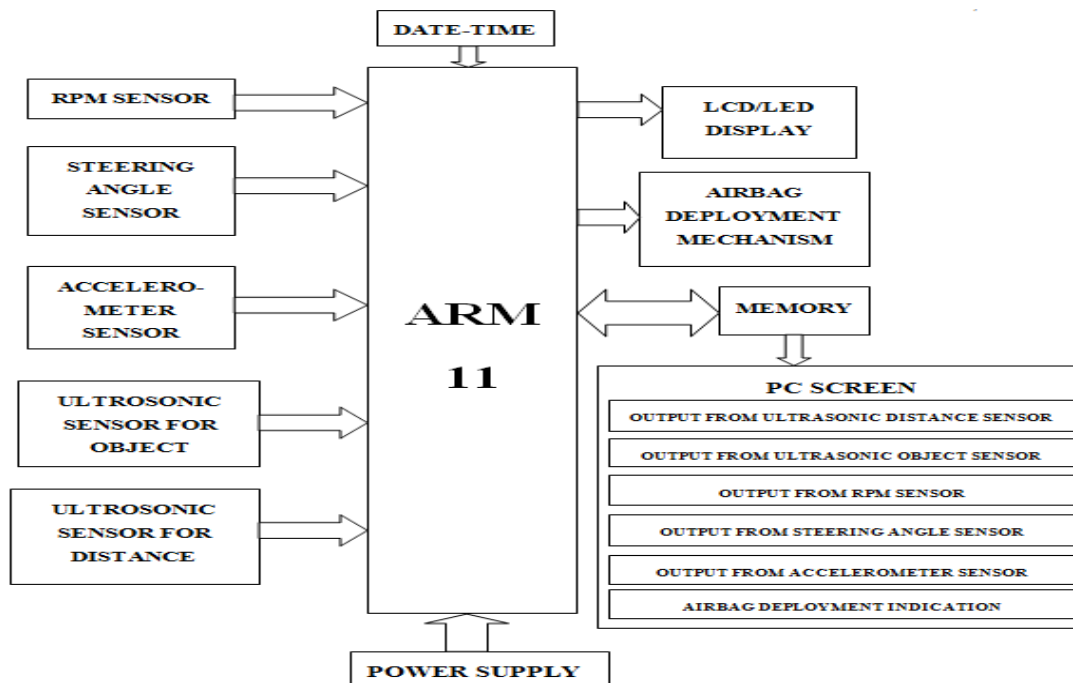 DATE-TIME
RPM SENSOR
STEERING
ANGLE
SENSOR
ACCELERO-
METER
SENSOR
ULTROSONIC
SENSOR FOR
OBJECT
ULTROSONIC
SENSOR FOR
DISTANCE
ARM
11
POWER SUPPLY
LCD/LED
DISPLAY
AIRBAG
DEPLOYMENT
MECHANISM
MEMORY
PC SCREEN
OUTPUT FROM ULTRASONIC DISTANCE SENSOR
OUTPUT FROM ULTRASONIC OBJECT SENSOR
OUTPUT FROM RPM SENSOR
OUTPUT FROM STEERING ANGLE SENSOR
OUTPUT FROM ACCELEROMETER SENSOR
AIRBAG DEPLOYMENT INDICATION